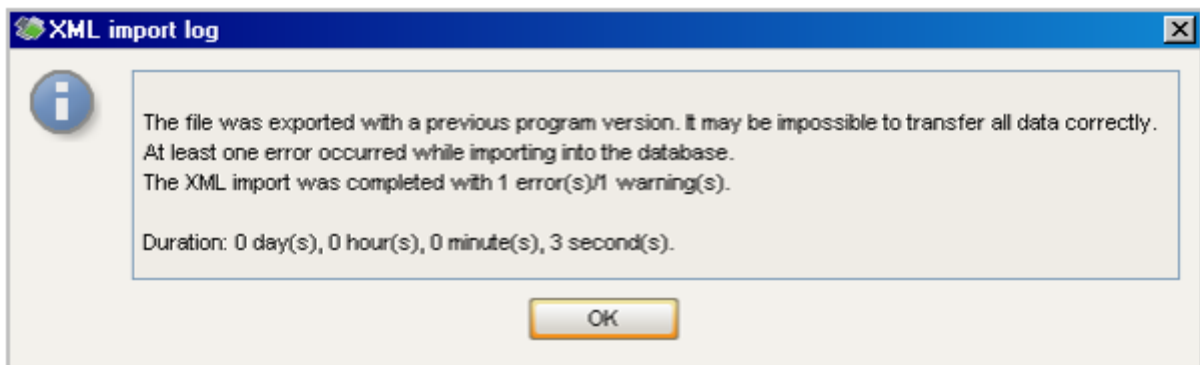 XML import log
The file was exported with a previous program version. It may be impossible to transfer all data correctly.
At least one error occurred while importing into the database.
The XML import was completed with 1 error(s)/1 warning(s).
Duration: 0 day(s), 0 hour(s), 0 minute(s), 3 second(s).
OK